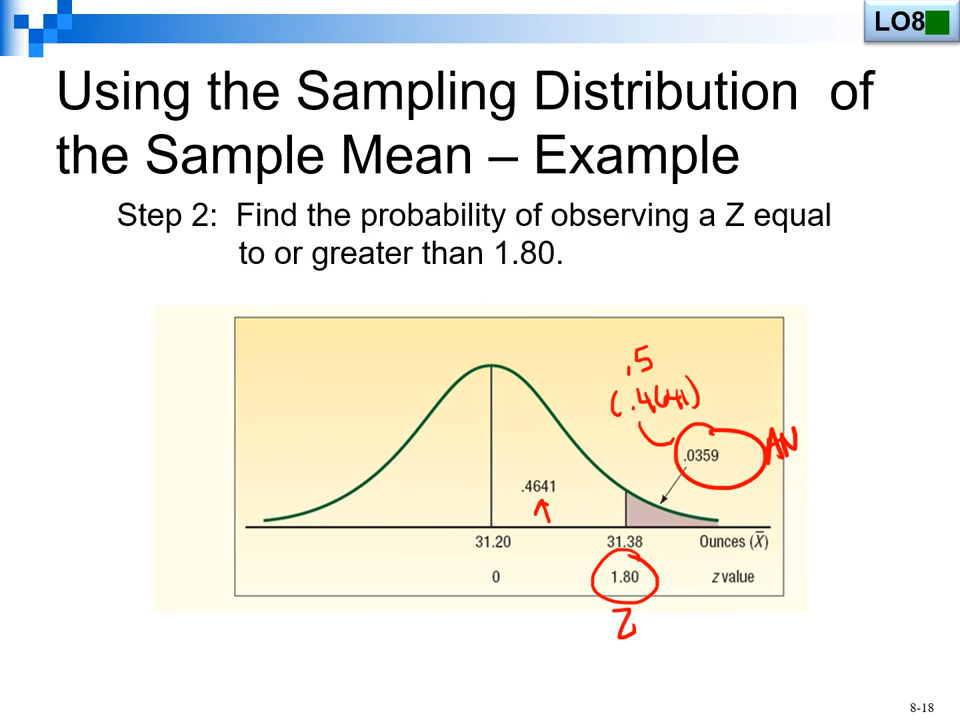 LO8
Using the Sampling Distribution of
the Sample Mean – Example
Step 2: Find the probability of observing a Z equal
to or greater than 1.80.
.5
(.4641)
.0359
AN
.4641
31.20 31.38 Ounces (X̄)
0 1.80 z value
Z
8-18